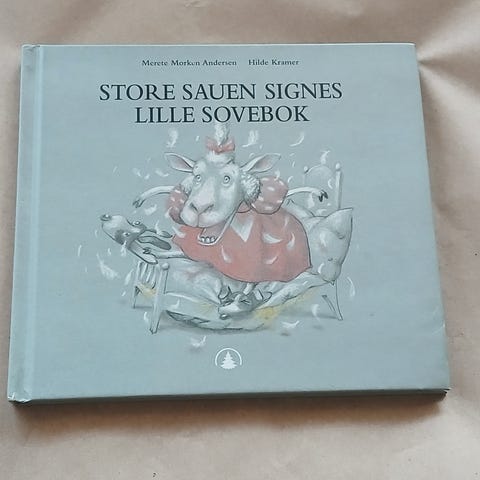 Merete Morken Andersen Hilde Kramer
STORE SAUEN SIGNES
LILLE SOVEBOK